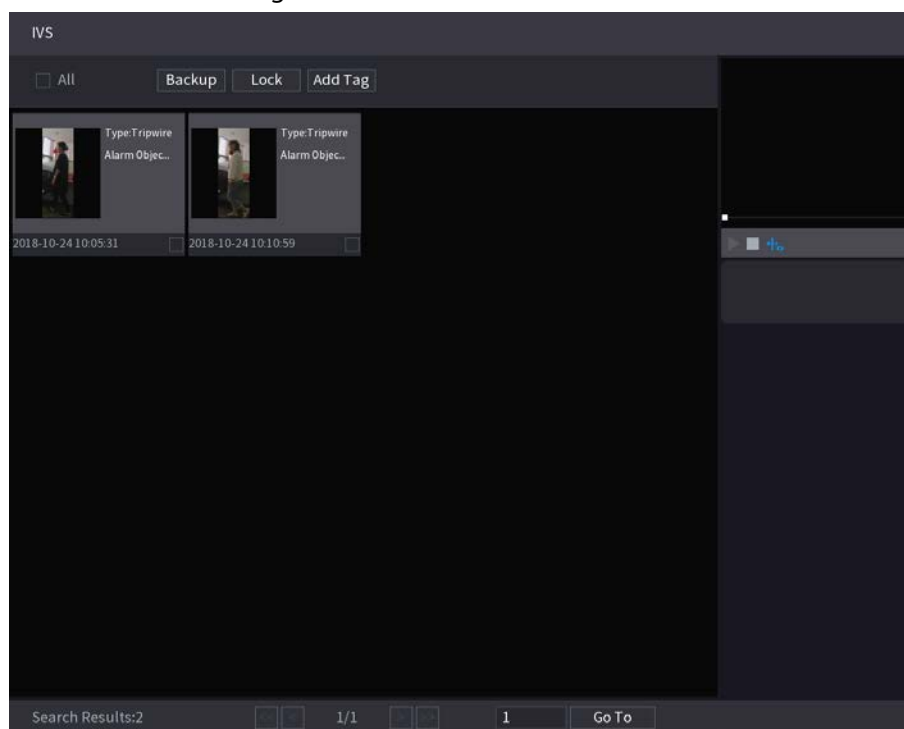 IVS
All Backup Lock Add Tag
Type:Tripwire
Alarm Objec...
2018-10-24 10:05:31
Type:Tripwire
Alarm Objec...
2018-10-24 10:10:59
Search Results:2 << < 1/1 > >> 1 Go To